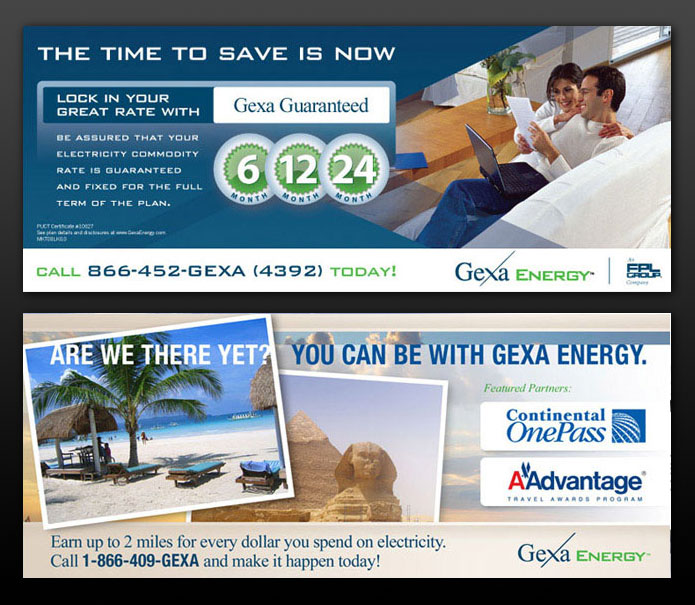 THE TIME TO SAVE IS NOW
LOCK IN YOUR
GREAT RATE WITH
Gexa Guaranteed
BE ASSURED THAT YOUR
ELECTRICITY COMMODITY
RATE IS GUARANTEED
AND FIXED FOR THE FULL
TERM OF THE PLAN.
6 MONTH
12 MONTH
24 MONTH
See plan details and disclosures at www.GexaEnergy.com
CALL 866-452-GEXA (4392) TODAY!
Gexa ENERGY™
An
FPL
GROUP
Company
ARE WE THERE YET? YOU CAN BE WITH GEXA ENERGY.
Featured Partners:
Continental
OnePass
AAdvantage®
TRAVEL AWARDS PROGRAM
Earn up to 2 miles for every dollar you spend on electricity.
Call 1-866-409-GEXA and make it happen today!
Gexa ENERGY™